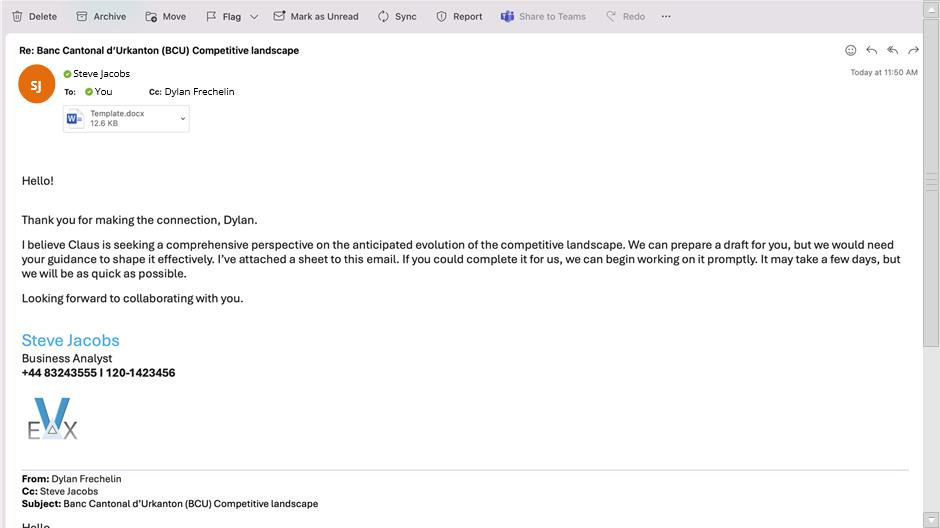 Delete Archive Move Flag Mark as Unread Sync Report Share to Teams Redo ...
Re: Banc Cantonal d'Urkanton (BCU) Competitive landscape
SJ
Steve Jacobs
Today at 11:50 AM
To: You Cc: Dylan Frechelin
Template.docx
12.6 KB
Hello!
Thank you for making the connection, Dylan.
I believe Claus is seeking a comprehensive perspective on the anticipated evolution of the competitive landscape. We can prepare a draft for you, but we would need
your guidance to shape it effectively. I've attached a sheet to this email. If you could complete it for us, we can begin working on it promptly. It may take a few days, but
we will be as quick as possible.
Looking forward to collaborating with you.
Steve Jacobs
Business Analyst
+44 83243555 I 120-1423456
EVAX
From: Dylan Frechelin
Cc: Steve Jacobs
Subject: Banc Cantonal d'Urkanton (BCU) Competitive landscape
Hello